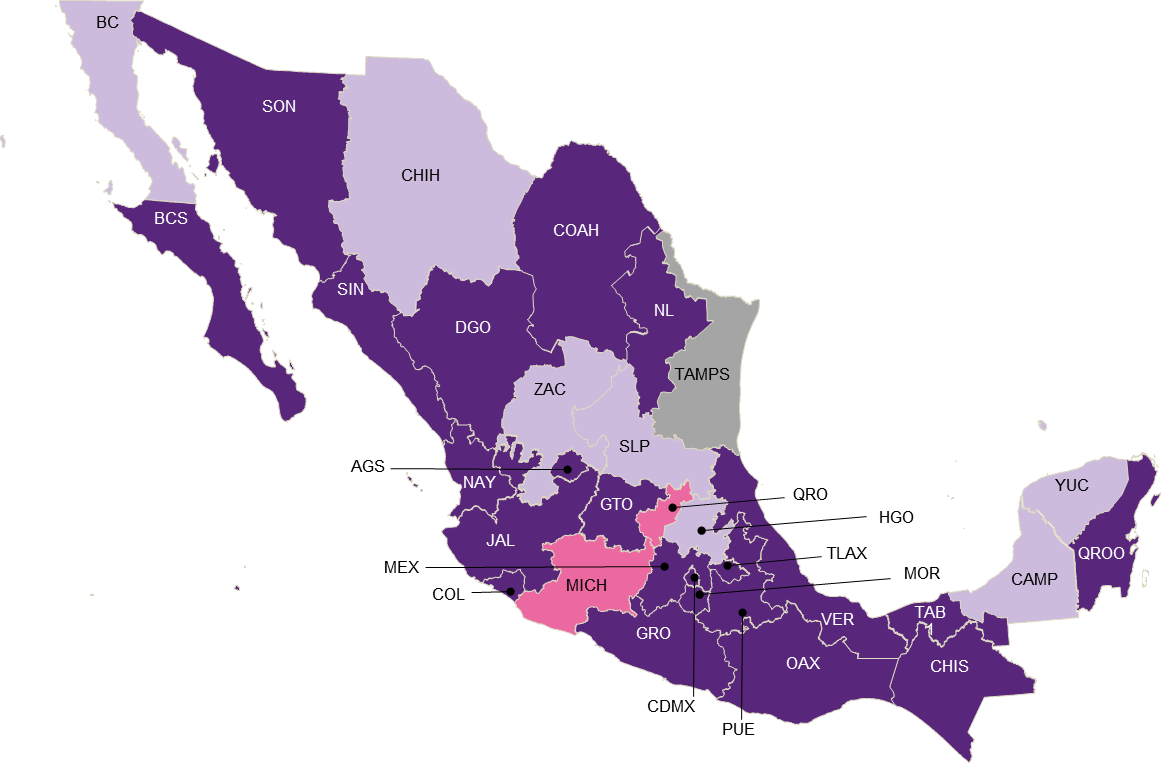 BC
SON
CHIH
BCS
COAH
SIN
NL
DGO
TAMPS
ZAC
SLP
AGS
NAY
GTO
QRO
YUC
HGO
JAL
TLAX
QROO
MEX
MICH
MOR
CAMP
COL
TAB
VER
GRO
OAX
CHIS
CDMX
PUE